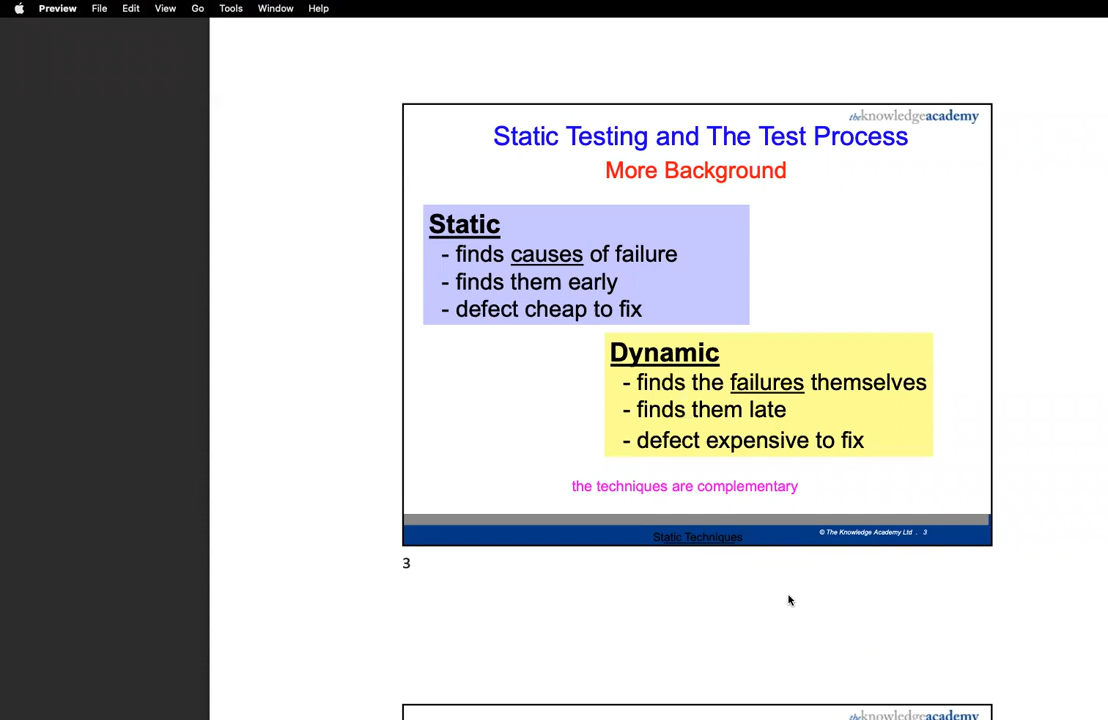 Preview File Edit View Go Tools Window Help
theknowledgeacademy
Static Testing and The Test Process
More Background
Static
- finds causes of failure
- finds them early
- defect cheap to fix
Dynamic
- finds the failures themselves
- finds them late
- defect expensive to fix
the techniques are complementary
Static Techniques
© The Knowledge Academy Ltd . 3
3
theknowledgeacademy